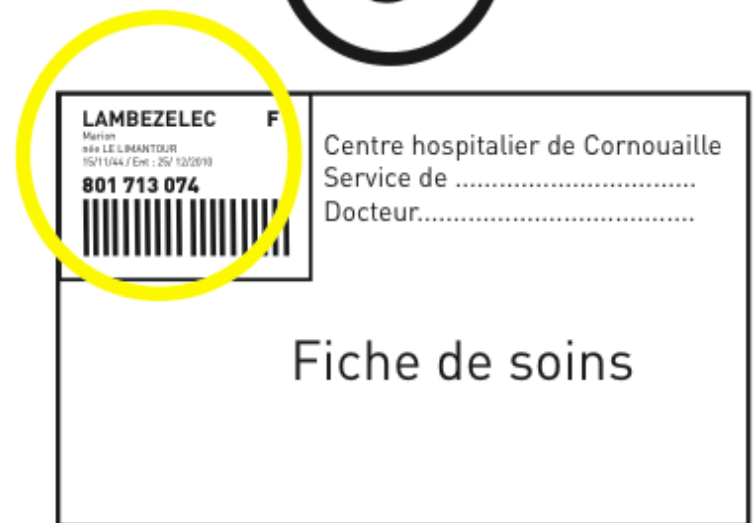 LAMBEZELEC F
Marion
née LE LIMANTOUR
15/11/44 / Ent : 25/ 12/2010
801 713 074
Centre hospitalier de Cornouaille
Service de .................................
Docteur......................................
Fiche de soins